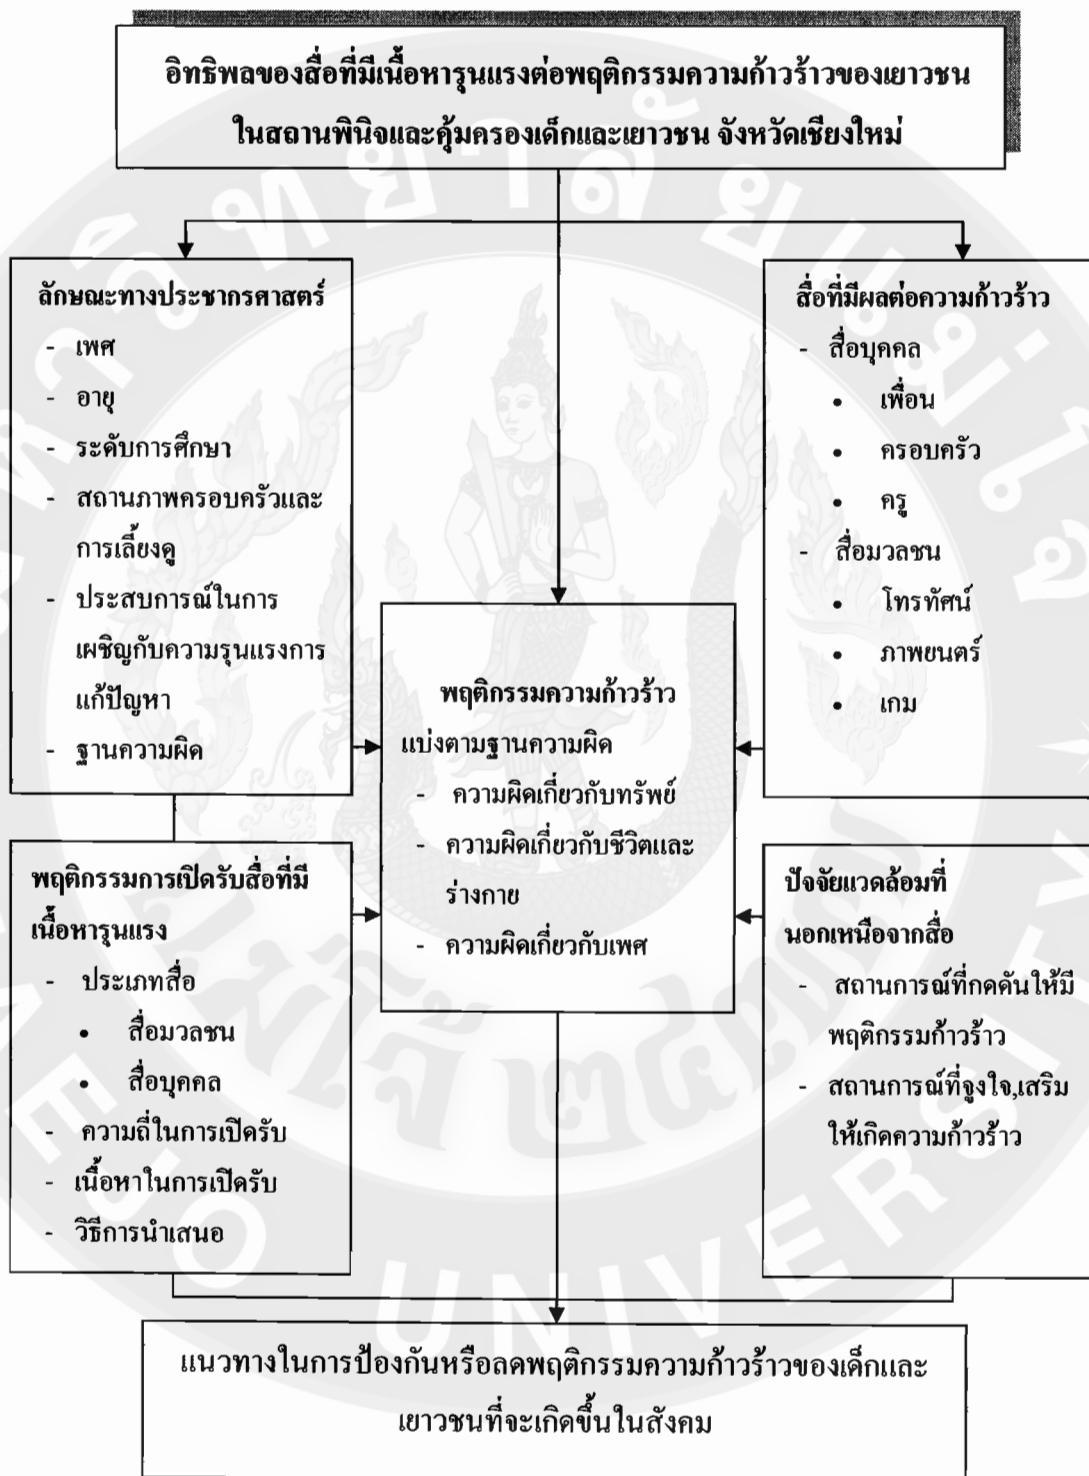 อิทธิพลของสื่อที่มีเนื้อหารุนแรงต่อพฤติกรรมความก้าวร้าวของเยาวชน
ในสถานพินิจและคุ้มครองเด็กและเยาวชน จังหวัดเชียงใหม่
ลักษณะทางประชากรศาสตร์
- เพศ
- อายุ
- ระดับการศึกษา
- สถานภาพครอบครัวและ
การเลี้ยงดู
- ประสบการณ์ในการ
เผชิญกับความรุนแรงการ
แก้ปัญหา
- ฐานความผิด
สื่อที่มีผลต่อความก้าวร้าว
- สื่อบุคคล
• เพื่อน
• ครอบครัว
• ครู
- สื่อมวลชน
• โทรทัศน์
• ภาพยนตร์
• เกม
พฤติกรรมความก้าวร้าว
แบ่งตามฐานความผิด
- ความผิดเกี่ยวกับทรัพย์
- ความผิดเกี่ยวกับชีวิตและ
ร่างกาย
- ความผิดเกี่ยวกับเพศ
พฤติกรรมการเปิดรับสื่อที่มี
เนื้อหารุนแรง
- ประเภทสื่อ
• สื่อมวลชน
• สื่อบุคคล
- ความถี่ในการเปิดรับ
- เนื้อหาในการเปิดรับ
- วิธีการนำเสนอ
ปัจจัยแวดล้อมที่
นอกเหนือจากสื่อ
- สถานการณ์ที่กดดันให้มี
พฤติกรรมก้าวร้าว
- สถานการณ์ที่จูงใจ,เสริม
ให้เกิดความก้าวร้าว
แนวทางในการป้องกันหรือลดพฤติกรรมความก้าวร้าวของเด็กและ
เยาวชนที่จะเกิดขึ้นในสังคม
มหาวิทยาลัยแม่โจ้
แม่โจ้ ๒๔๗๗
MAEJO UNIVERSITY